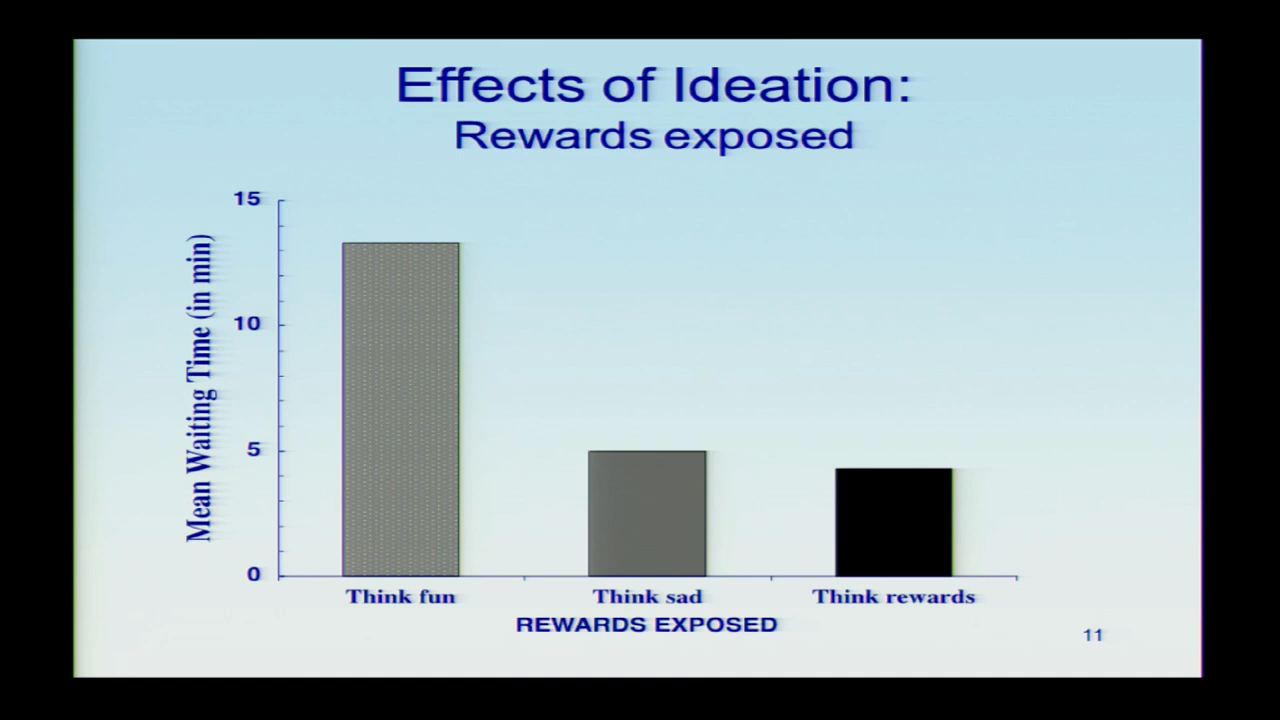 Effects of Ideation:
Rewards exposed
15
10
5
0
Mean Waiting Time (in min)
Think fun
Think sad
Think rewards
REWARDS EXPOSED
11